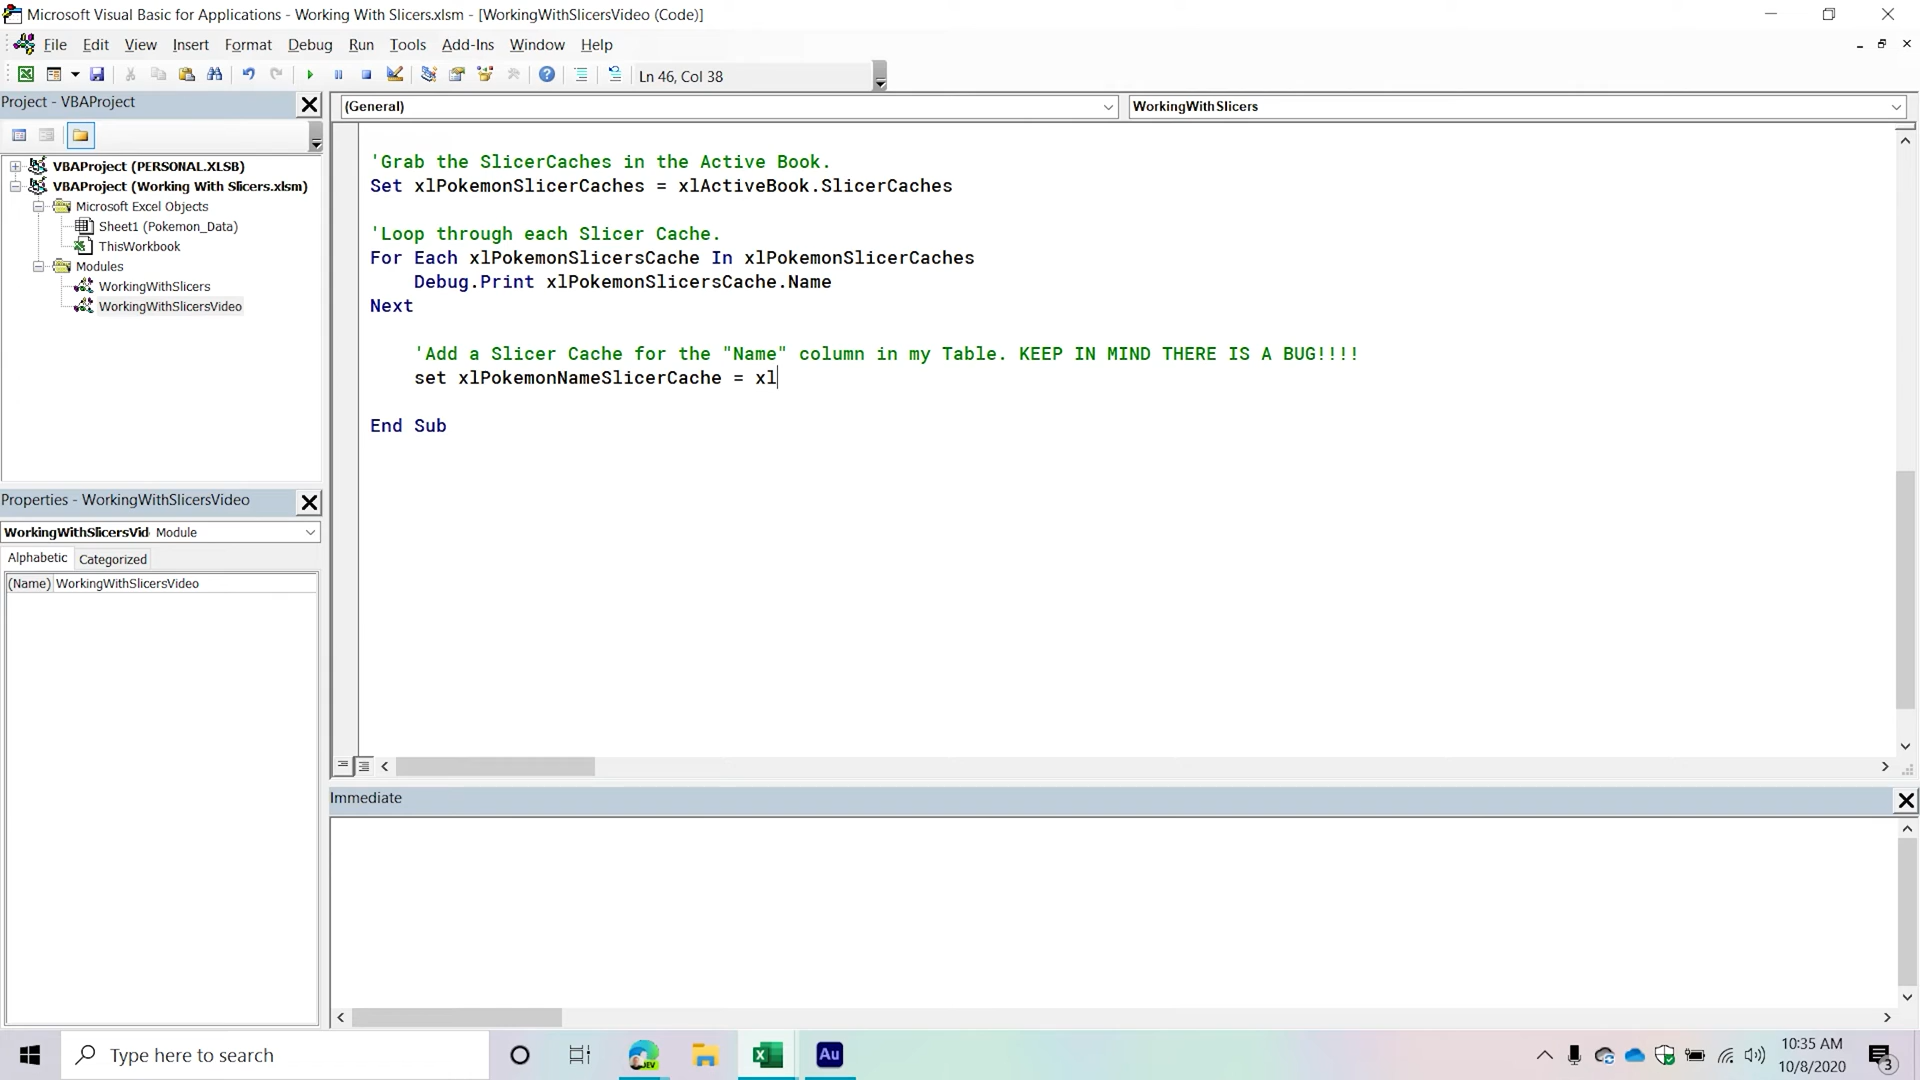 Microsoft Visual Basic for Applications - Working With Slicers.xlsm - [WorkingWithSlicersVideo (Code)]
File Edit View Insert Format Debug Run Tools Add-Ins Window Help
Ln 46, Col 38
Project - VBAProject
(General) WorkingWithSlicers
VBAProject (PERSONAL.XLSB)
VBAProject (Working With Slicers.xlsm)
Microsoft Excel Objects
Sheet1 (Pokemon_Data)
ThisWorkbook
Modules
WorkingWithSlicers
WorkingWithSlicersVideo
Properties - WorkingWithSlicersVideo
WorkingWithSlicersVid Module
Alphabetic Categorized
(Name) WorkingWithSlicersVideo
'Grab the SlicerCaches in the Active Book.
Set xlPokemonSlicerCaches = xlActiveBook.SlicerCaches
'Loop through each Slicer Cache.
For Each xlPokemonSlicersCache In xlPokemonSlicerCaches
Debug.Print xlPokemonSlicersCache.Name
Next
'Add a Slicer Cache for the "Name" column in my Table. KEEP IN MIND THERE IS A BUG!!!!
set xlPokemonNameSlicerCache = xl
End Sub
Immediate
Type here to search
DEV
Au
10:35 AM
10/8/2020
3